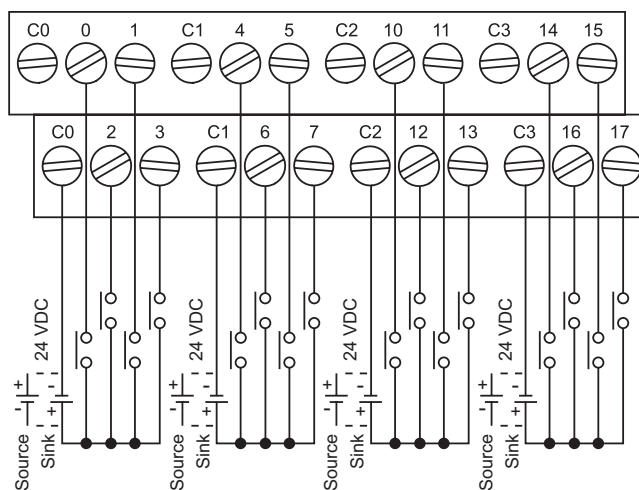 C0 0 1 C1 4 5 C2 10 11 C3 14 15
C0 2 3 C1 6 7 C2 12 13 C3 16 17
24 VDC 24 VDC 24 VDC 24 VDC
+ - + - + - + -
- + - + - + - +
Source Sink Source Sink Source Sink Source Sink